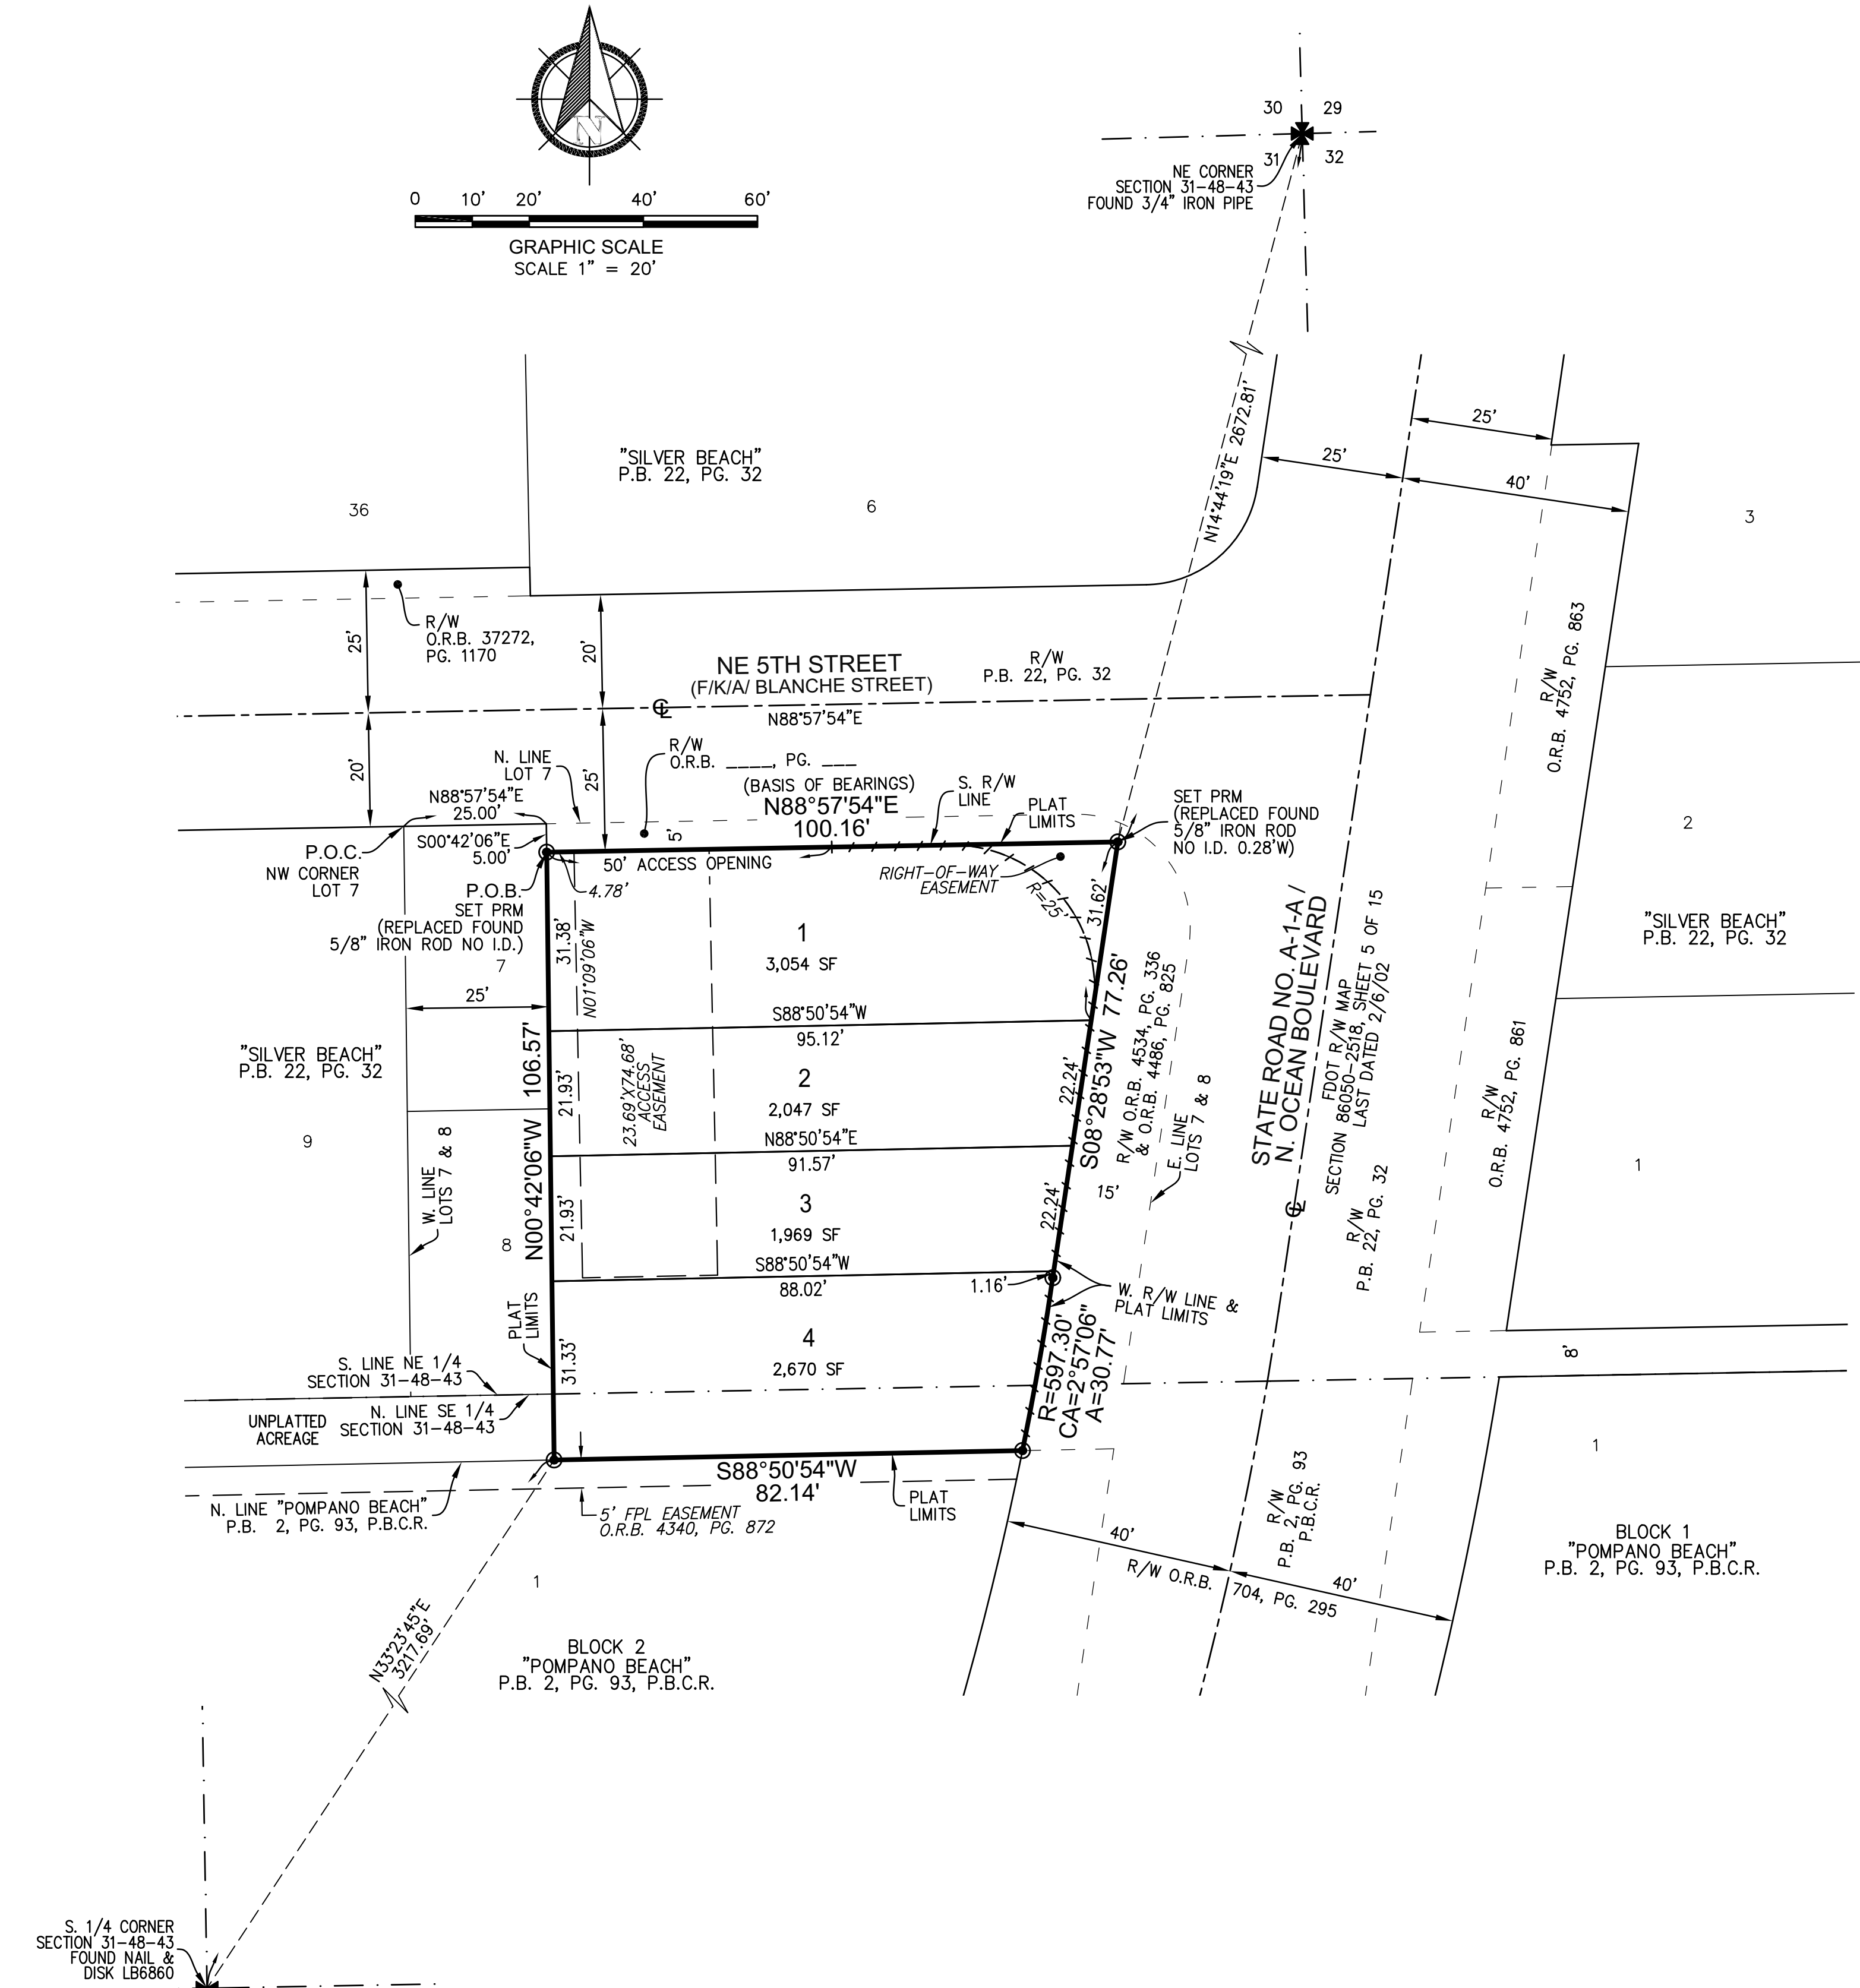 N
0 10' 20' 40' 60'
GRAPHIC SCALE
SCALE 1" = 20'
30 29
31 32
NE CORNER
SECTION 31-48-43
FOUND 3/4" IRON PIPE
N14°44'19"E 2672.81'
25'
25'
40'
"SILVER BEACH"
P.B. 22, PG. 32
36
6
3
R/W
O.R.B. 37272,
PG. 1170
25'
20'
NE 5TH STREET
(F/K/A/ BLANCHE STREET)
R/W
P.B. 22, PG. 32
R/W
O.R.B. 4752, PG. 863
CL
N88°57'54"E
20'
25'
N. LINE
LOT 7
R/W
O.R.B. ____, PG. ___
(BASIS OF BEARINGS)
N88°57'54"E
100.16'
S. R/W
LINE
PLAT
LIMITS
SET PRM
(REPLACED FOUND
5/8" IRON ROD
NO I.D. 0.28'W)
N88°57'54"E
25.00'
S00°42'06"E
5.00'
5'
P.O.C.
NW CORNER
LOT 7
P.O.B.
SET PRM
(REPLACED FOUND
5/8" IRON ROD NO I.D.)
50' ACCESS OPENING
4.78'
RIGHT-OF-WAY
EASEMENT
R=25'
31.62'
2
"SILVER BEACH"
P.B. 22, PG. 32
7
25'
31.38'
N01°09'06"W
1
3,054 SF
S88°50'54"W
95.12'
S08°28'53"W 77.26'
R/W O.R.B. 4534, PG. 336
& O.R.B. 4486, PG. 825
STATE ROAD NO. A-1-A/
N. OCEAN BOULEVARD
FDOT R/W MAP
SECTION 86050-2518, SHEET 5 OF 15
LAST DATED 2/6/02
R/W
O.R.B. 4752, PG. 861
"SILVER BEACH"
P.B. 22, PG. 32
9
N00°42'06"W 106.57'
21.93'
23.69'X74.68'
ACCESS
EASEMENT
2
2,047 SF
22.24'
N88°50'54"E
91.57'
E. LINE
LOTS 7 & 8
15'
CL
R/W
P.B. 22, PG. 32
1
W. LINE
LOTS 7 & 8
8
21.93'
3
1,969 SF
22.24'
S88°50'54"W
88.02'
1.16'
W. R/W LINE &
PLAT LIMITS
PLAT
LIMITS
31.33'
4
2,670 SF
R=597.30'
CA=2°57'06"
A=30.77'
8'
S. LINE NE 1/4
SECTION 31-48-43
N. LINE SE 1/4
SECTION 31-48-43
UNPLATTED
ACREAGE
1
S88°50'54"W
82.14'
PLAT
LIMITS
N. LINE "POMPANO BEACH"
P.B. 2, PG. 93, P.B.C.R.
5' FPL EASEMENT
O.R.B. 4340, PG. 872
R/W
P.B. 2, PG. 93
P.B.C.R.
40'
40'
R/W O.R.B. 704, PG. 295
BLOCK 1
"POMPANO BEACH"
P.B. 2, PG. 93, P.B.C.R.
1
N33°23'45"E
3217.69'
BLOCK 2
"POMPANO BEACH"
P.B. 2, PG. 93, P.B.C.R.
S. 1/4 CORNER
SECTION 31-48-43
FOUND NAIL &
DISK LB6860